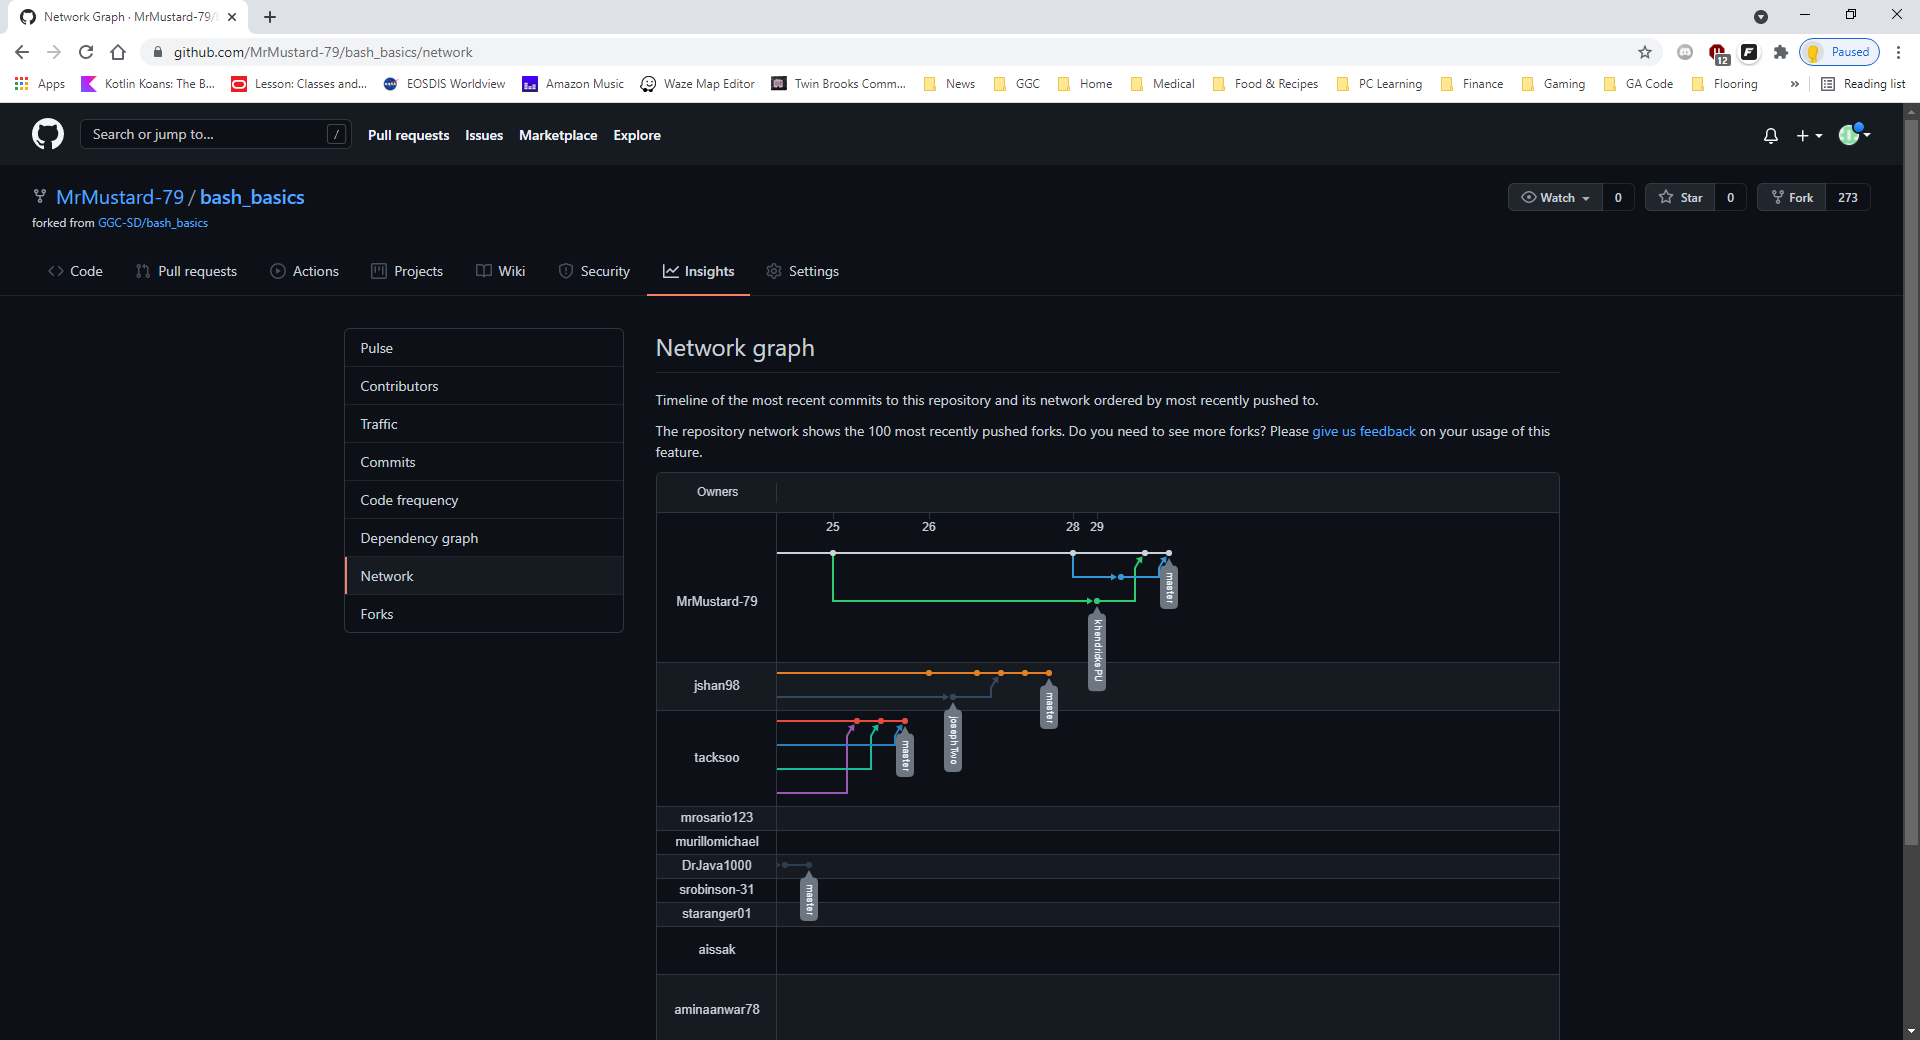 Network Graph · MrMustard-79/
github.com/MrMustard-79/bash_basics/network
12
Paused
Apps
Kotlin Koans: The B...
Lesson: Classes and...
EOSDIS Worldview
Amazon Music
Waze Map Editor
Twin Brooks Comm...
News
GGC
Home
Medical
Food & Recipes
PC Learning
Finance
Gaming
GA Code
Flooring
»
Reading list
Search or jump to...
/
Pull requests
Issues
Marketplace
Explore
MrMustard-79 / bash_basics
forked from GGC-SD/bash_basics
Watch 0
Star 0
Fork 273
Code
Pull requests
Actions
Projects
Wiki
Security
Insights
Settings
Pulse
Contributors
Traffic
Commits
Code frequency
Dependency graph
Network
Forks
Network graph
Timeline of the most recent commits to this repository and its network ordered by most recently pushed to.
The repository network shows the 100 most recently pushed forks. Do you need to see more forks? Please give us feedback on your usage of this
feature.
Owners
25 26 28 29
MrMustard-79
master
khendricksPU
jshan98
master
josephTwo
tacksoo
master
mrosario123
murillomichael
DrJava1000
master
srobinson-31
staranger01
aissak
aminaanwar78